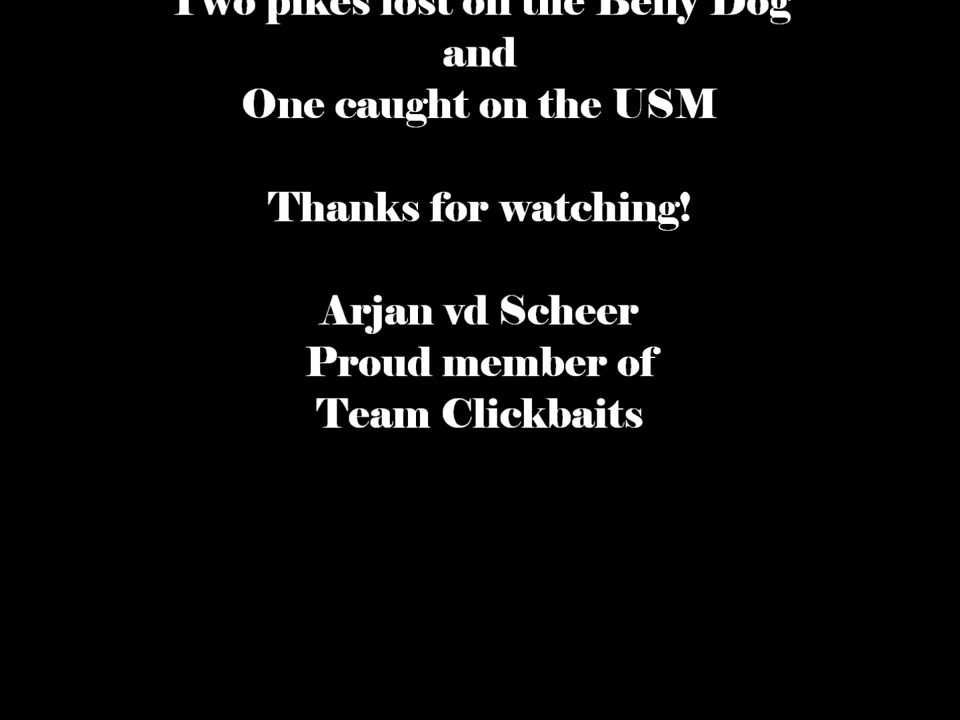 Two pikes lost on the Belly Dog
and
One caught on the USM
Thanks for watching!
Arjan vd Scheer
Proud member of
Team Clickbaits